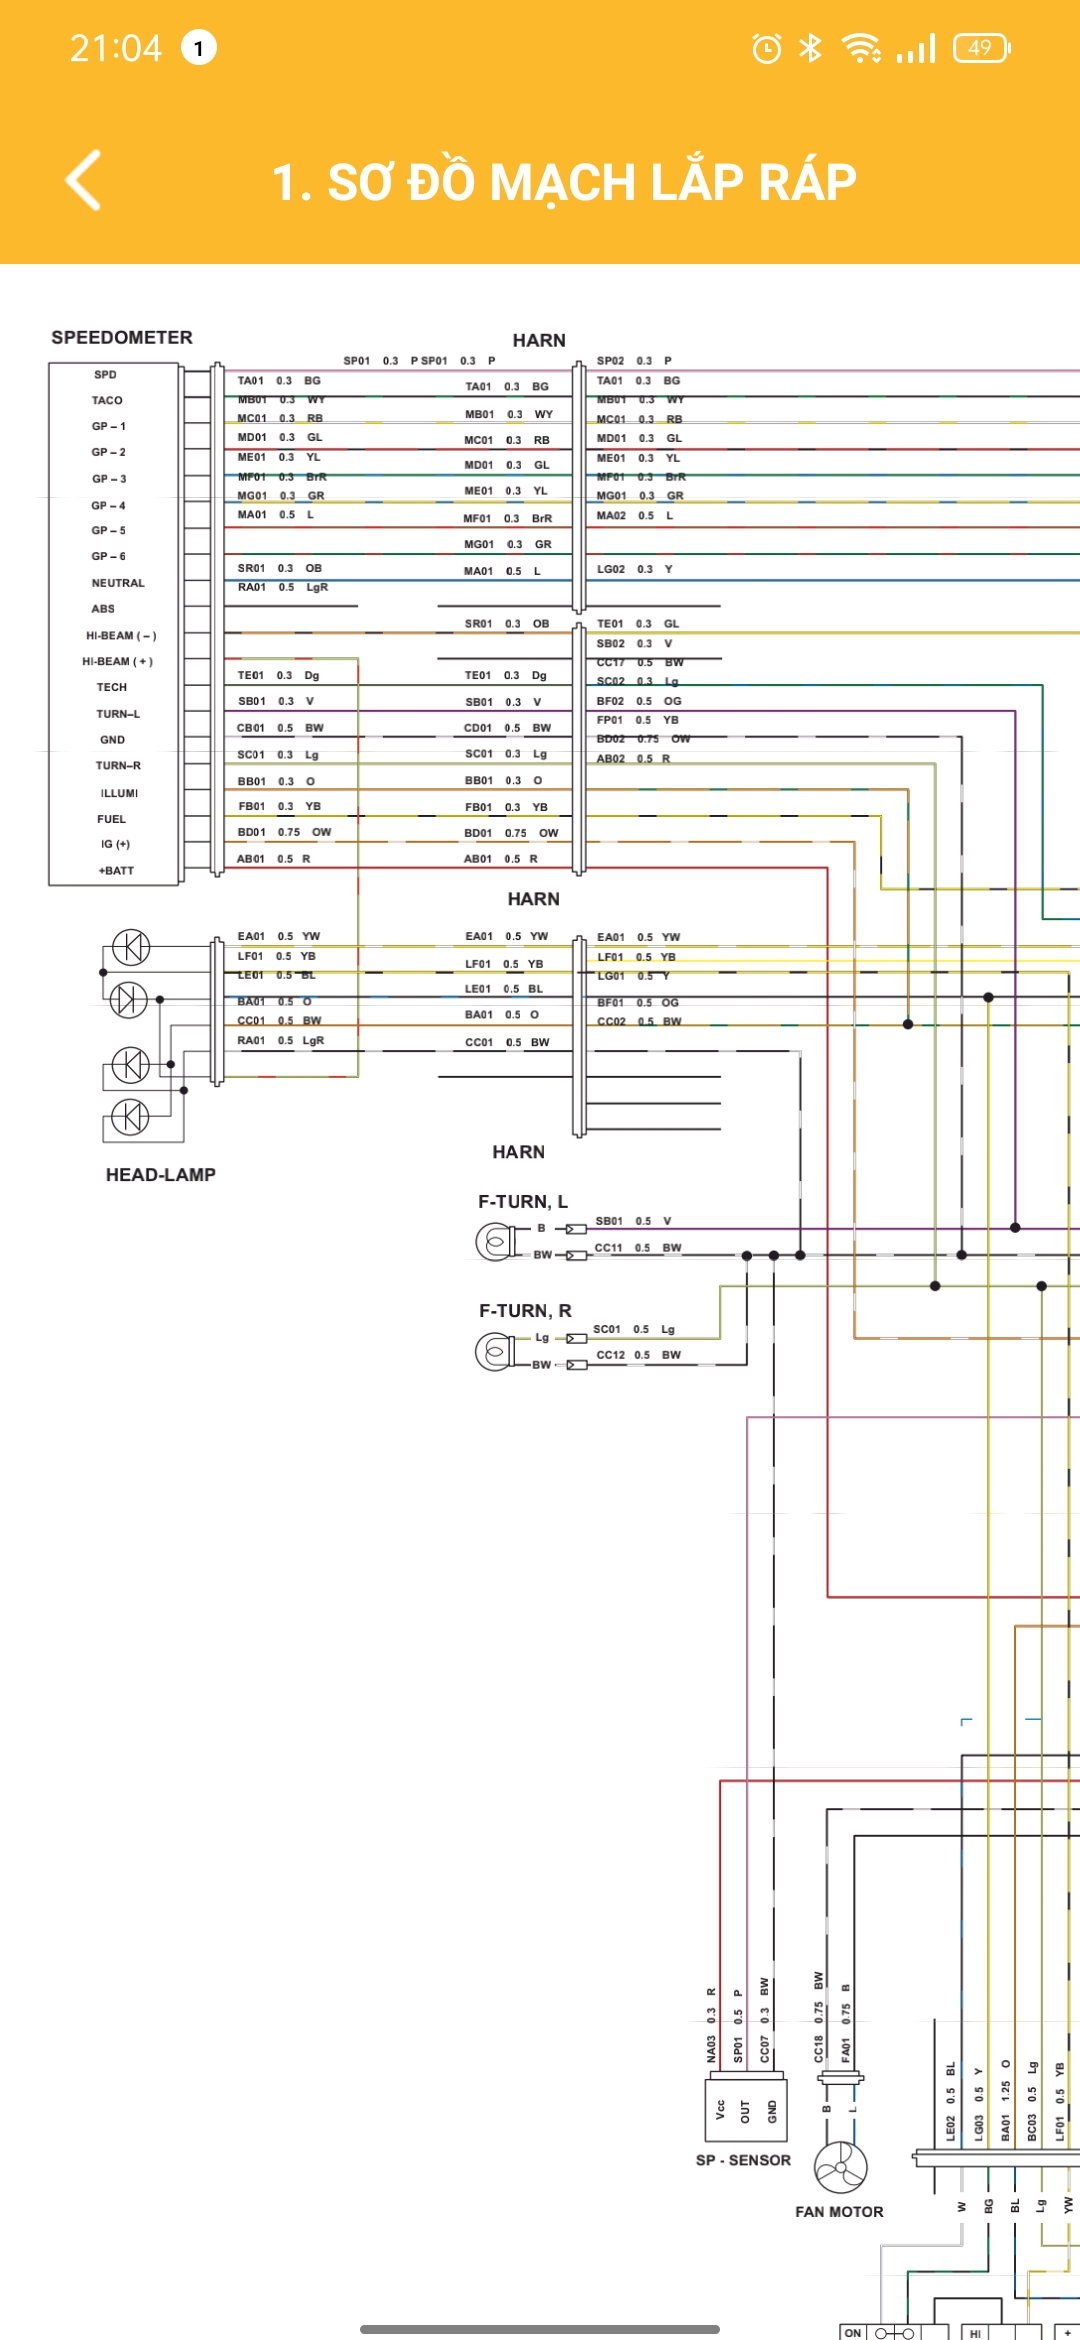 21:04 1 49
1. SƠ ĐỒ MẠCH LẮP RÁP
SPEEDOMETER
SPD
TACO
GP – 1
GP – 2
GP – 3
GP – 4
GP – 5
GP – 6
NEUTRAL
ABS
HI-BEAM ( – )
HI-BEAM ( + )
TECH
TURN–L
GND
TURN–R
ILLUMI
FUEL
IG (+)
+BATT
SP01 0.3 P
TA01 0.3 BG
MB01 0.3 WY
MC01 0.3 RB
MD01 0.3 GL
ME01 0.3 YL
MF01 0.3 BrR
MG01 0.3 GR
MA01 0.5 L
SR01 0.3 OB
RA01 0.5 LgR
TE01 0.3 Dg
SB01 0.3 V
CB01 0.5 BW
SC01 0.3 Lg
BB01 0.3 O
FB01 0.3 YB
BD01 0.75 OW
AB01 0.5 R
HARN
SP01 0.3 P
TA01 0.3 BG
MB01 0.3 WY
MC01 0.3 RB
MD01 0.3 GL
ME01 0.3 YL
MF01 0.3 BrR
MG01 0.3 GR
MA01 0.5 L
SR01 0.3 OB
TE01 0.3 Dg
SB01 0.3 V
CD01 0.5 BW
SC01 0.3 Lg
BB01 0.3 O
FB01 0.3 YB
BD01 0.75 OW
AB01 0.5 R
SP02 0.3 P
TA01 0.3 BG
MB01 0.3 WY
MC01 0.3 RB
MD01 0.3 GL
ME01 0.3 YL
MF01 0.3 BrR
MG01 0.3 GR
MA02 0.5 L
LG02 0.3 Y
TE01 0.3 GL
SB02 0.3 V
CC17 0.5 BW
SC02 0.3 Lg
BF02 0.5 OG
FP01 0.5 YB
BD02 0.75 OW
AB02 0.5 R
HARN
EA01 0.5 YW
LF01 0.5 YB
LE01 0.5 BL
BA01 0.5 O
CC01 0.5 BW
RA01 0.5 LgR
EA01 0.5 YW
LF01 0.5 YB
LE01 0.5 BL
BA01 0.5 O
CC01 0.5 BW
EA01 0.5 YW
LF01 0.5 YB
LG01 0.5 Y
BF01 0.5 OG
CC02 0.5 BW
HARN
HEAD-LAMP
F-TURN, L
B
SB01 0.5 V
BW
CC11 0.5 BW
F-TURN, R
Lg
SC01 0.5 Lg
BW
CC12 0.5 BW
NA03 0.3 R
SP01 0.5 P
CC07 0.3 BW
CC18 0.75 BW
FA01 0.75 B
LE02 0.5 BL
LG03 0.5 Y
BA01 1.25 O
BC03 0.5 Lg
LF01 0.5 YB
Vcc
OUT
GND
B
L
SP - SENSOR
FAN MOTOR
W
BG
BL
Lg
YW
ON
HI
+